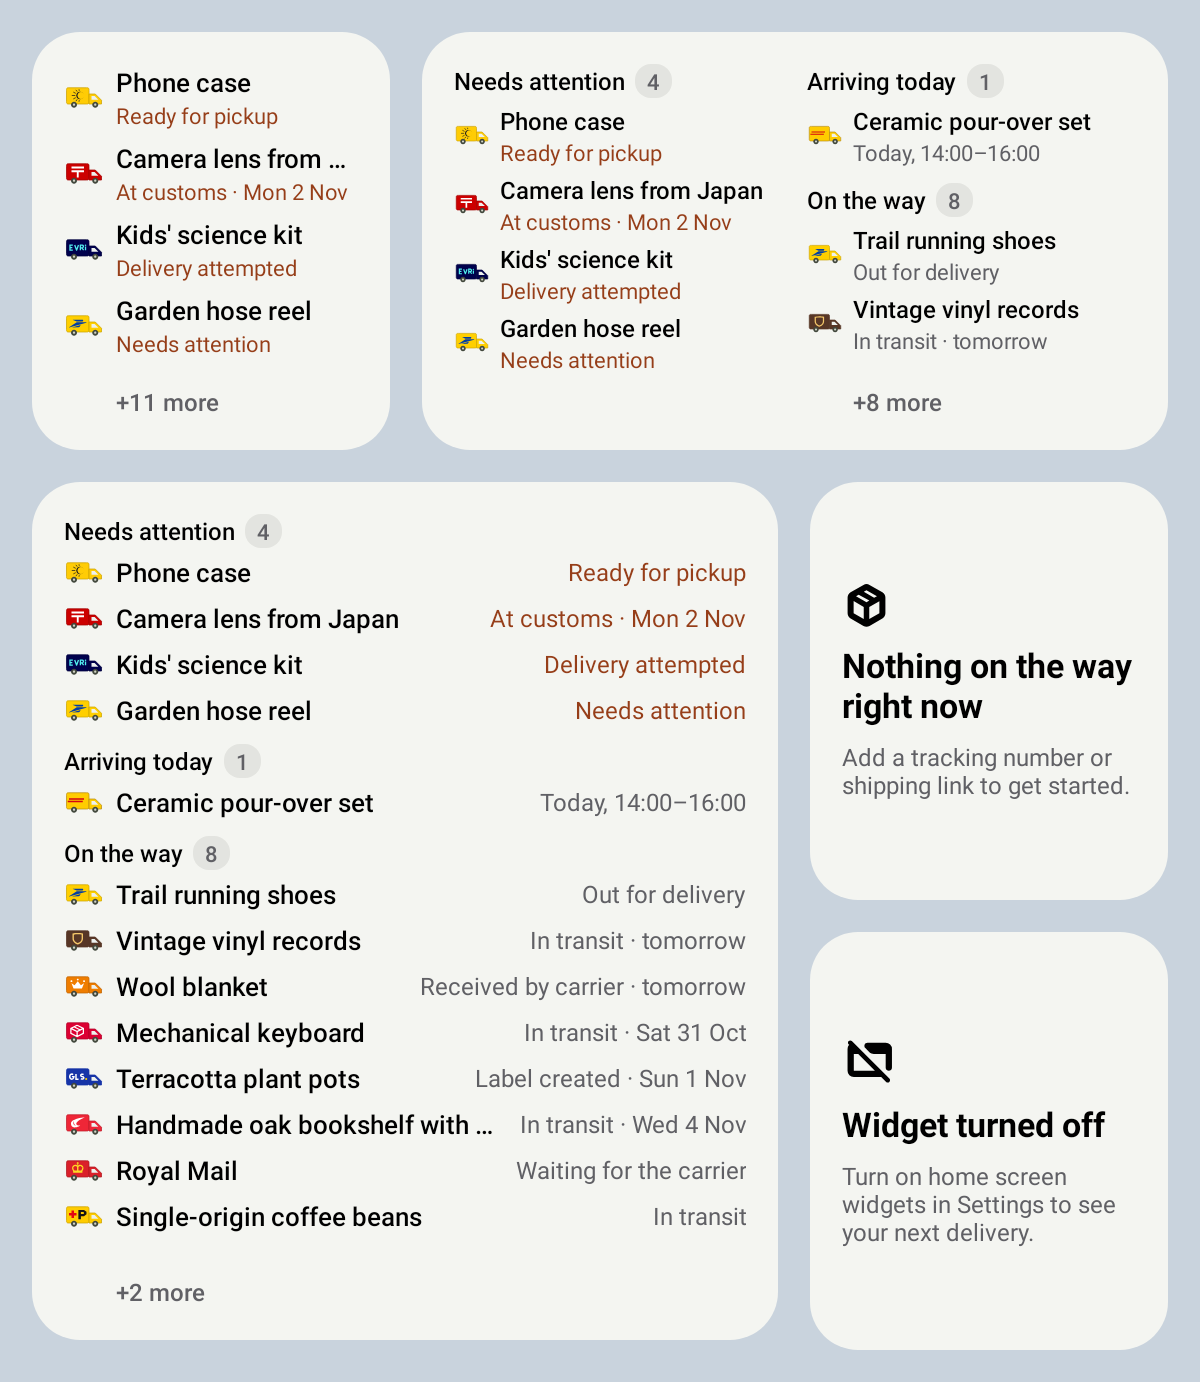 Phone case
Ready for pickup
Camera lens from ...
At customs · Mon 2 Nov
EVRi
Kids' science kit
Delivery attempted
Garden hose reel
Needs attention
+11 more
Needs attention 4
Phone case
Ready for pickup
Camera lens from Japan
At customs · Mon 2 Nov
EVRi
Kids' science kit
Delivery attempted
Garden hose reel
Needs attention
Arriving today 1
Ceramic pour-over set
Today, 14:00–16:00
On the way 8
Trail running shoes
Out for delivery
Vintage vinyl records
In transit · tomorrow
+8 more
Needs attention 4
Phone case Ready for pickup
Camera lens from Japan At customs · Mon 2 Nov
EVRi Kids' science kit Delivery attempted
Garden hose reel Needs attention
Arriving today 1
Ceramic pour-over set Today, 14:00–16:00
On the way 8
Trail running shoes Out for delivery
Vintage vinyl records In transit · tomorrow
Wool blanket Received by carrier · tomorrow
Mechanical keyboard In transit · Sat 31 Oct
GLS. Terracotta plant pots Label created · Sun 1 Nov
Handmade oak bookshelf with ... In transit · Wed 4 Nov
Royal Mail Waiting for the carrier
+P Single-origin coffee beans In transit
+2 more
Nothing on the way
right now
Add a tracking number or
shipping link to get started.
Widget turned off
Turn on home screen
widgets in Settings to see
your next delivery.